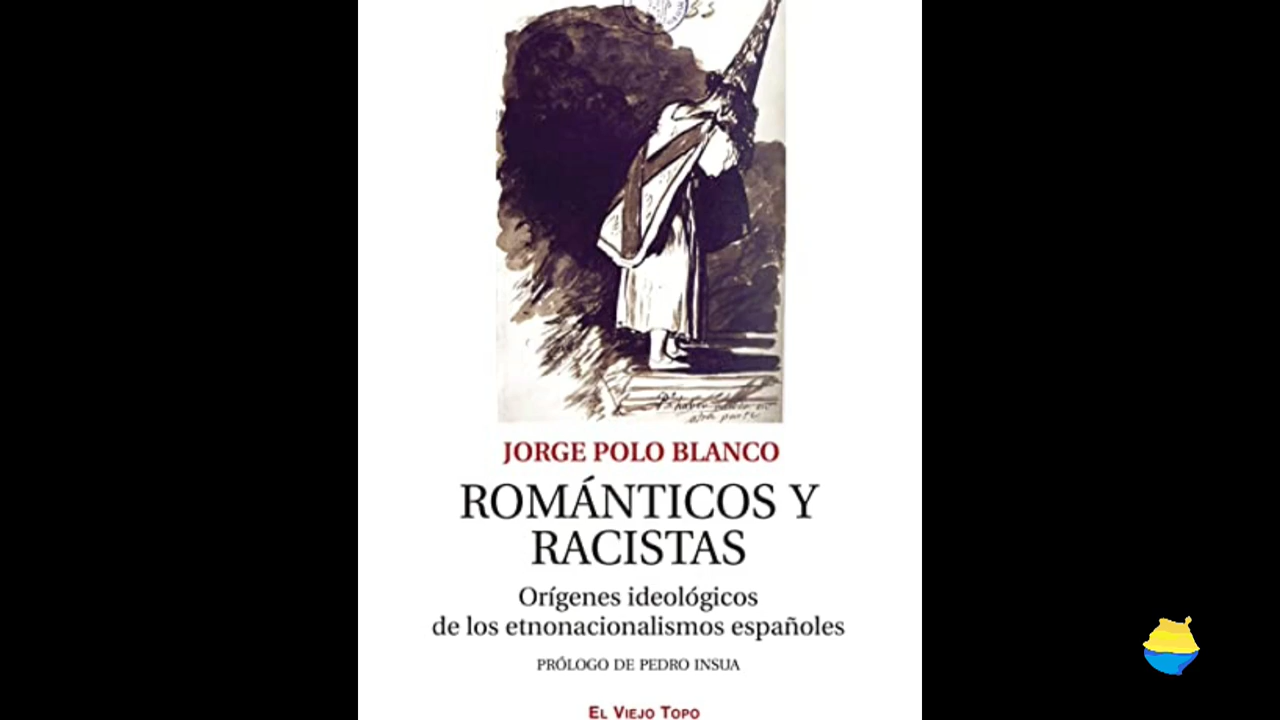 JORGE POLO BLANCO
ROMÁNTICOS Y
RACISTAS
Orígenes ideológicos
de los etnonacionalismos españoles
PRÓLOGO DE PEDRO INSUA
EL VIEJO TOPO